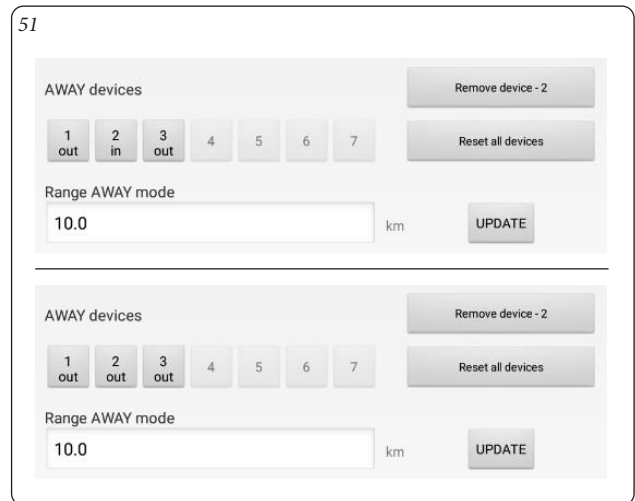 51
AWAY devices
Remove device - 2
1 2 3 4 5 6 7
out in out
Reset all devices
Range AWAY mode
10.0 km UPDATE
AWAY devices
Remove device - 2
1 2 3 4 5 6 7
out out out
Reset all devices
Range AWAY mode
10.0 km UPDATE